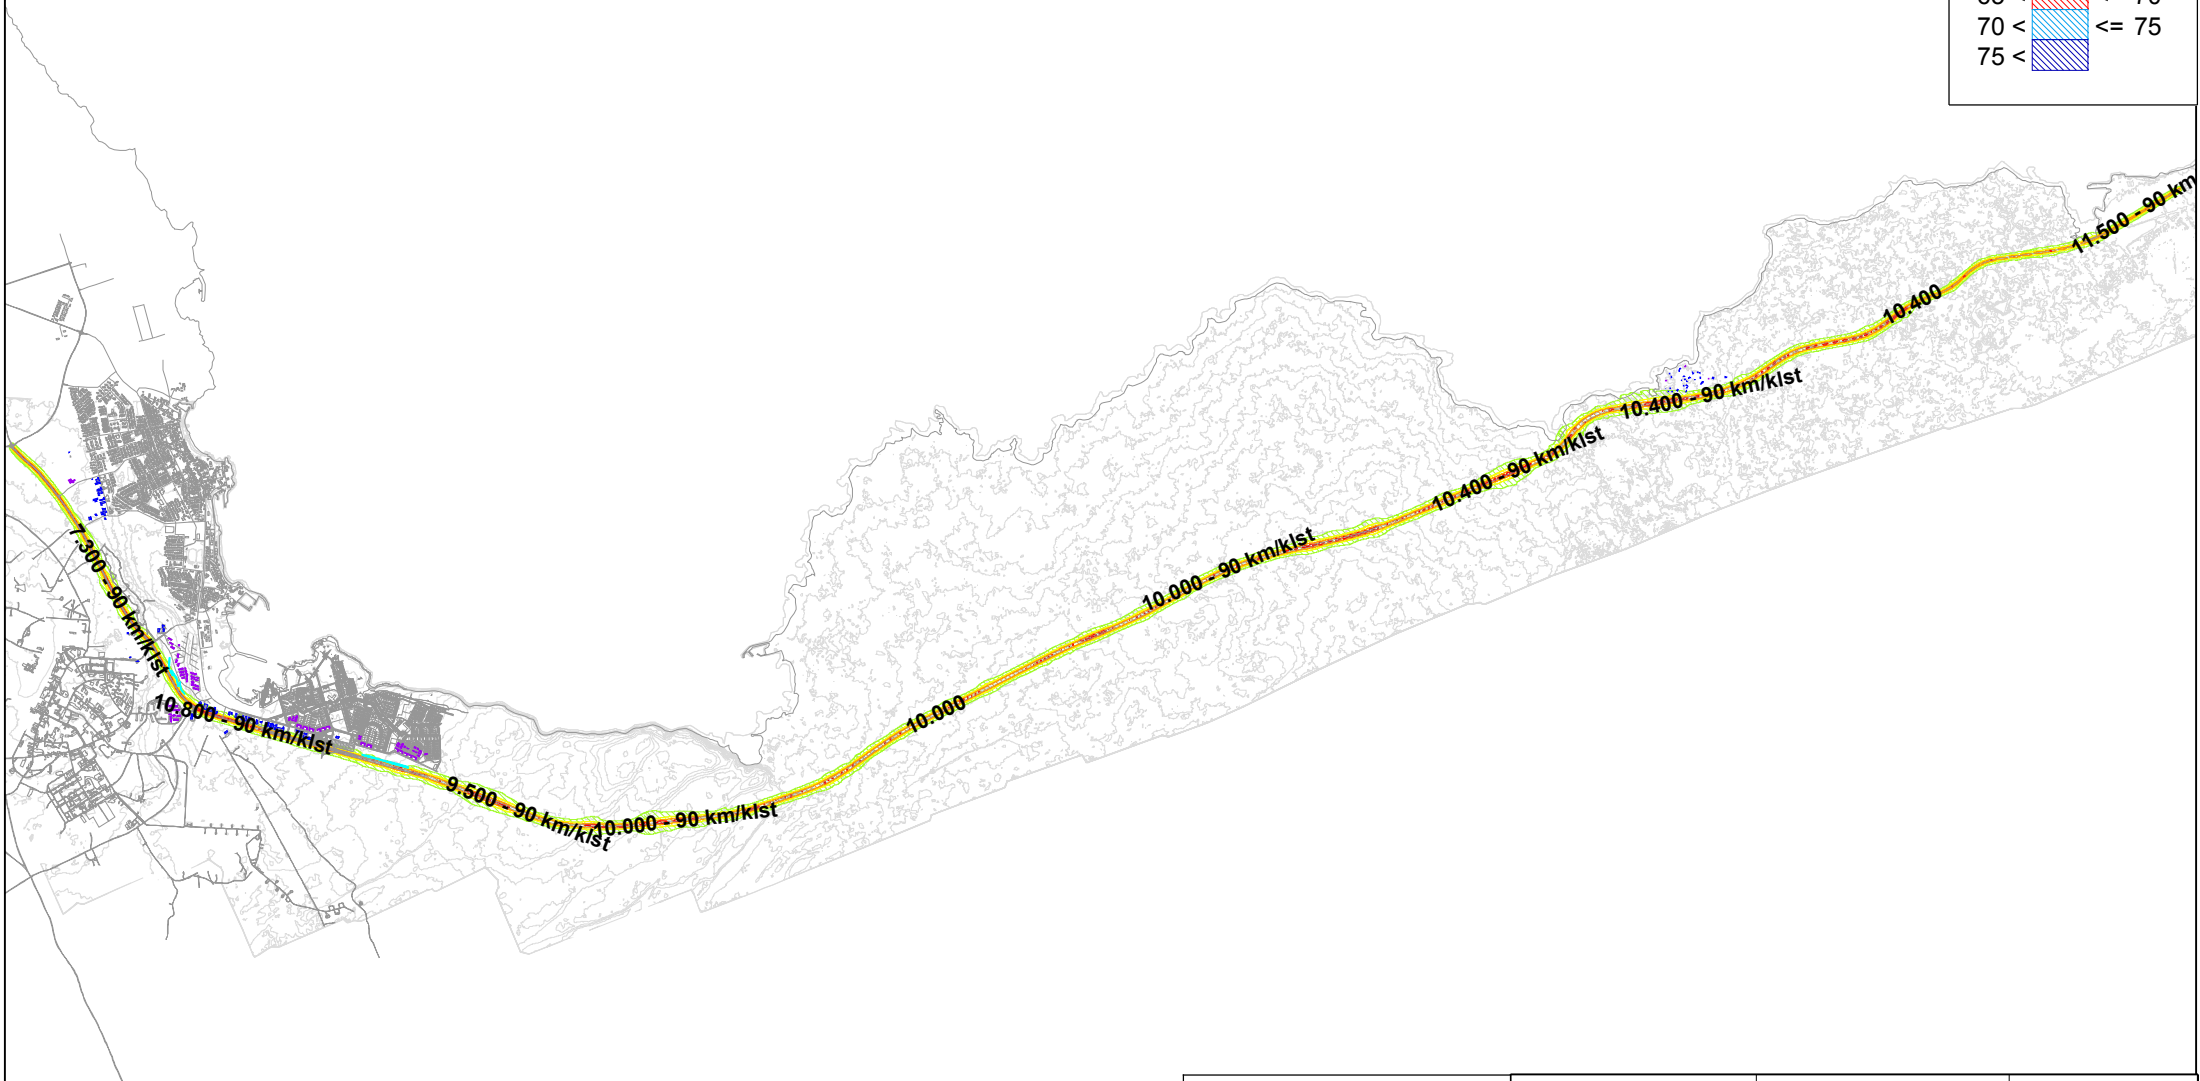 70 < <= 75
75 <
11.500 - 90 km
10.400
10.400 - 90 km/klst
10.400 - 90 km/klst
10.000 - 90 km/klst
7.300 - 90 km/klst
10.000
10.800 - 90 km/klst
9.500 - 90 km/klst
10.000 - 90 km/klst